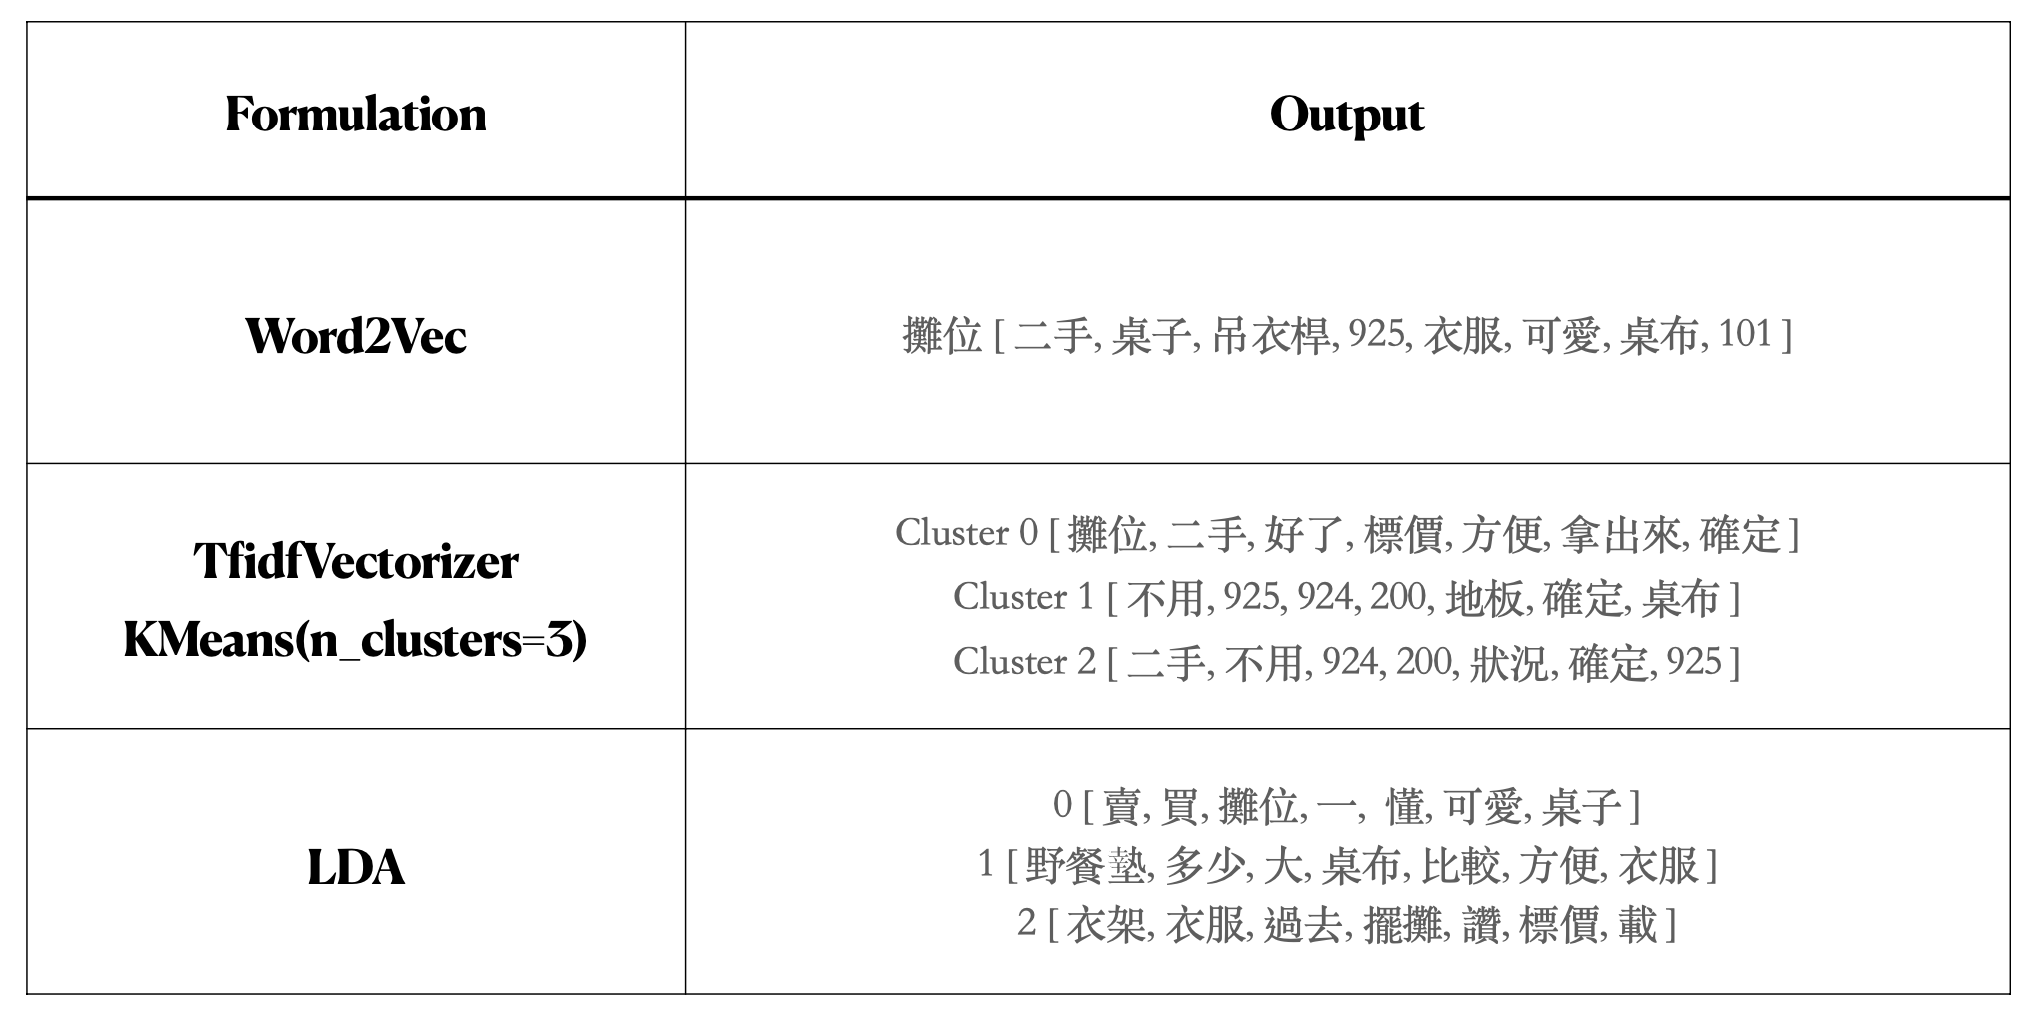 Formulation
Output
Word2Vec
攤位 [ 二手, 桌子, 吊衣桿, 925, 衣服, 可愛, 桌布, 101 ]
TfidfVectorizer
KMeans(n_clusters=3)
Cluster 0 [ 攤位, 二手, 好了, 標價, 方便, 拿出來, 確定 ]
Cluster 1 [ 不用, 925, 924, 200, 地板, 確定, 桌布 ]
Cluster 2 [ 二手, 不用, 924, 200, 狀況, 確定, 925 ]
LDA
0 [ 賣, 買, 攤位, 一, 懂, 可愛, 桌子 ]
1 [ 野餐墊, 多少, 大, 桌布, 比較, 方便, 衣服 ]
2 [ 衣架, 衣服, 過去, 擺攤, 讚, 標價, 載 ]